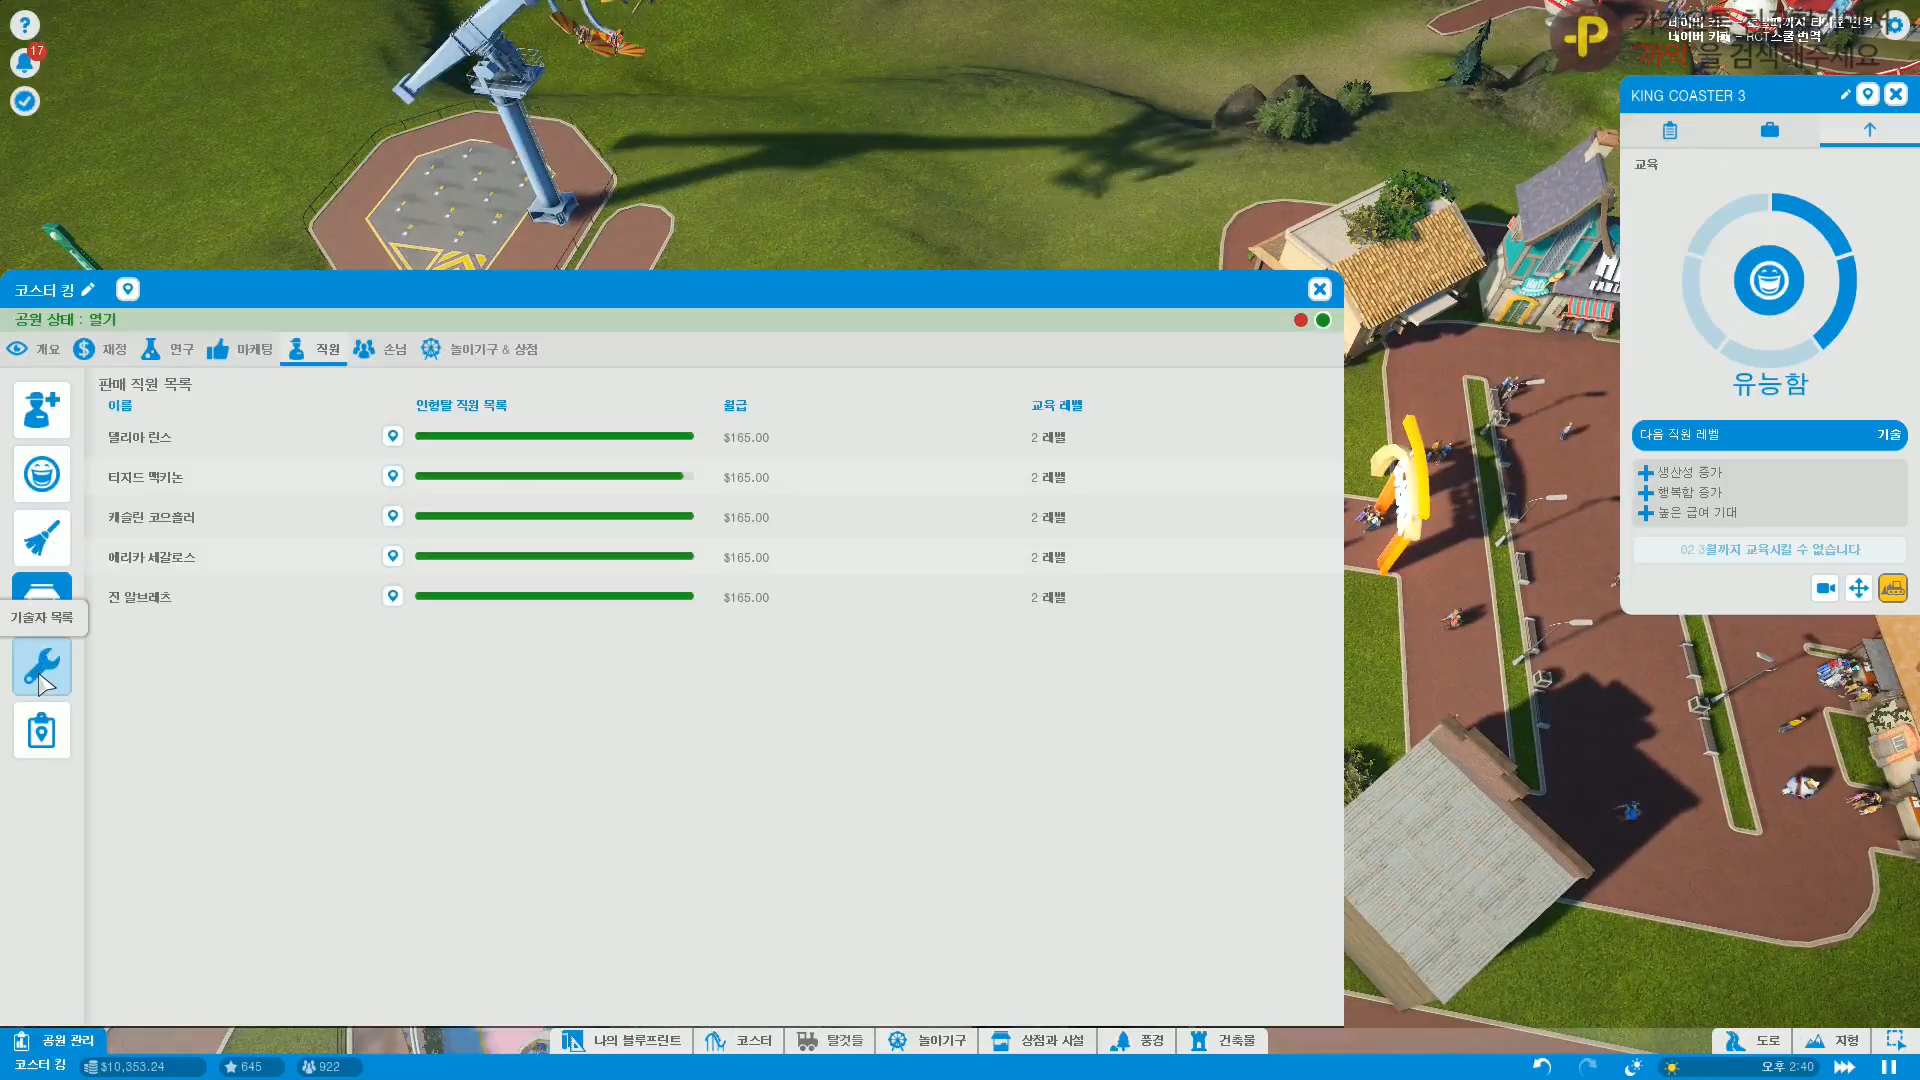 17
네이버 카페 - RCT스쿨 번역
"까먹"을 검색해주세요
KING COASTER 3
교육
유능함
다음 직원 레벨 기술
생산성 증가
행복함 증가
높은 급여 기대
02 3월까지 교육시킬 수 없습니다
코스터 킹
공원 상태 : 열기
개요 재정 연구 마케팅 직원 손님 놀이기구 & 상점
판매 직원 목록
이름 인형탈 직원 목록 월급 교육 레벨
델리아 린스 $165.00 2 레벨
티지드 맥키논 $165.00 2 레벨
캐슬린 코으홀러 $165.00 2 레벨
에리카 세갈로스 $165.00 2 레벨
진 알브레츠 $165.00 2 레벨
기술자 목록
공원 관리 나의 블루프린트 코스터 탈것들 놀이기구 상점과 시설 풍경 건축물 도로 지형
코스터 킹 $10,353.24 645 922 오후 2:40